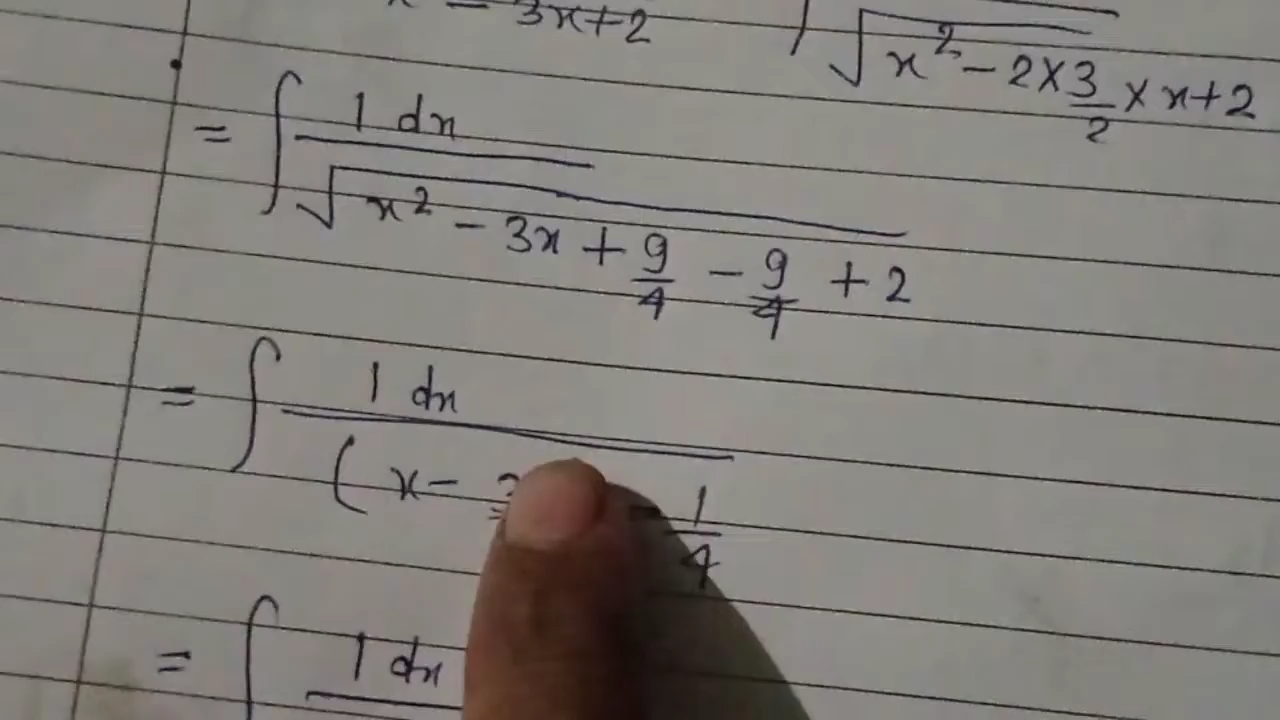 3x+2 √x² - 2×3/2 × x+2
= ∫ 1 dx / √x² - 3x + 9/4 - 9/4 + 2
= ∫ 1 dx / (x - - 1/4
= ∫ 1 dx